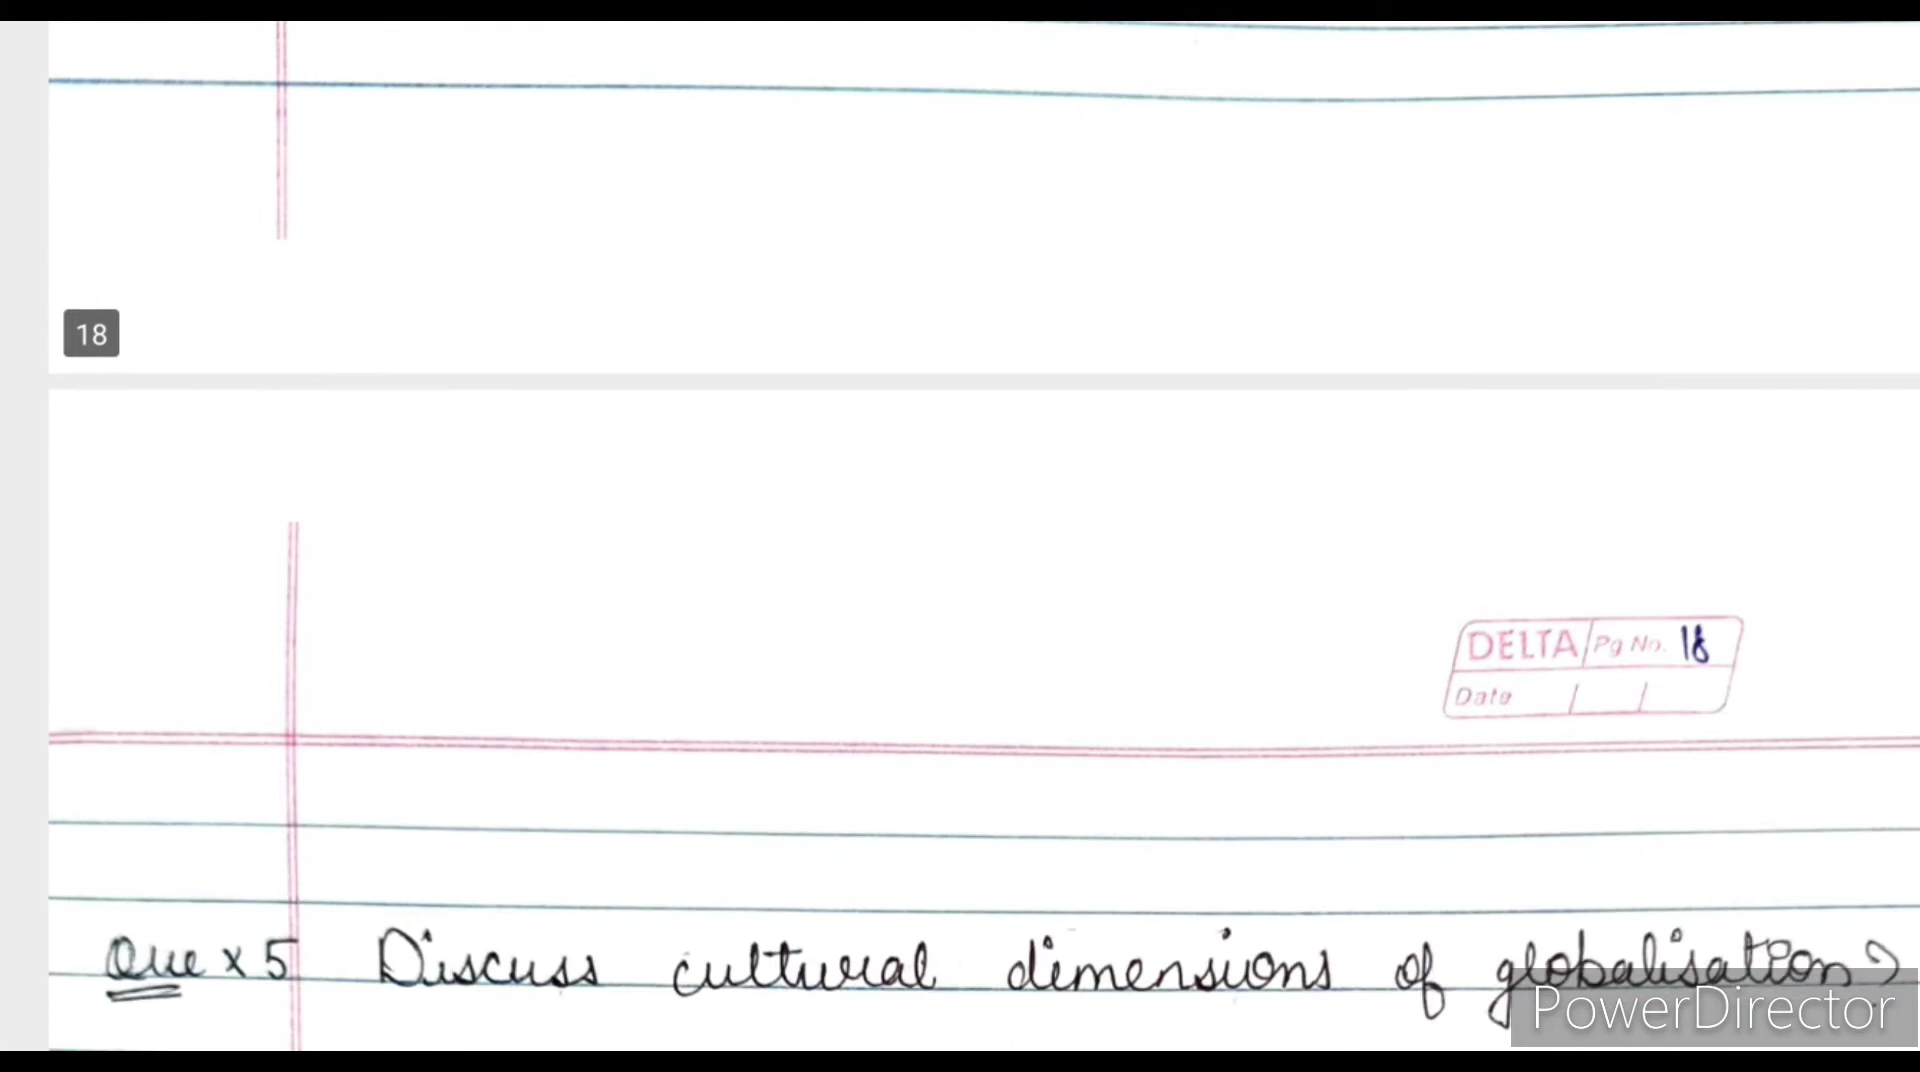 18
DELTA Pg No. 18
Date / /
Que x 5 Discuss cultural dimensions of globalisation?
PowerDirector